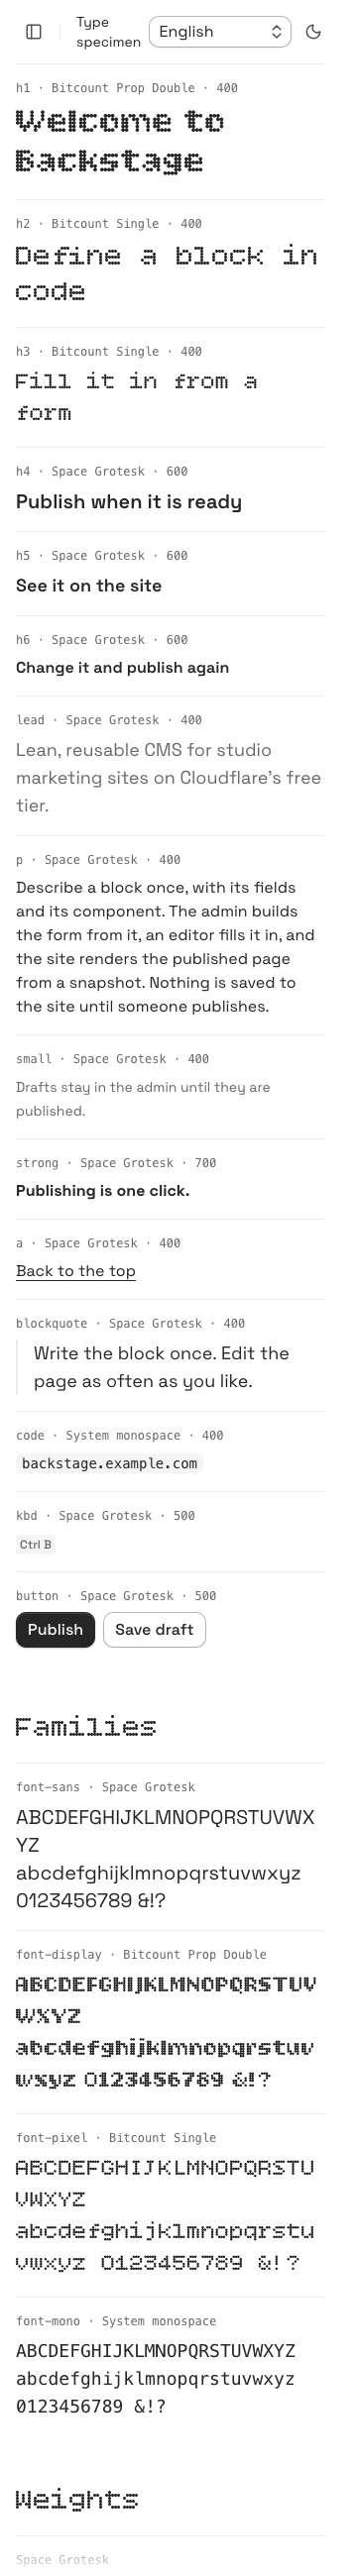 Type
specimen
English
h1 · Bitcount Prop Double · 400
Welcome to
Backstage
h2 · Bitcount Single · 400
Define a block in
code
h3 · Bitcount Single · 400
Fill it in from a
form
h4 · Space Grotesk · 600
Publish when it is ready
h5 · Space Grotesk · 600
See it on the site
h6 · Space Grotesk · 600
Change it and publish again
lead · Space Grotesk · 400
Lean, reusable CMS for studio
marketing sites on Cloudflare’s free
tier.
p · Space Grotesk · 400
Describe a block once, with its fields
and its component. The admin builds
the form from it, an editor fills it in, and
the site renders the published page
from a snapshot. Nothing is saved to
the site until someone publishes.
small · Space Grotesk · 400
Drafts stay in the admin until they are
published.
strong · Space Grotesk · 700
Publishing is one click.
a · Space Grotesk · 400
Back to the top
blockquote · Space Grotesk · 400
Write the block once. Edit the
page as often as you like.
code · System monospace · 400
backstage.example.com
kbd · Space Grotesk · 500
Ctrl B
button · Space Grotesk · 500
Publish
Save draft
Families
font-sans · Space Grotesk
ABCDEFGHIJKLMNOPQRSTUVWX
YZ
abcdefghijklmnopqrstuvwxyz
0123456789 &!?
font-display · Bitcount Prop Double
ABCDEFGHIJKLMNOPQRSTUV
WXYZ
abcdefghijklmnopqrstuv
wxyz 0123456789 &!?
font-pixel · Bitcount Single
ABCDEFGHIJKLMNOPQRSTU
VWXYZ
abcdefghijklmnopqrstu
vwxyz 0123456789 &!?
font-mono · System monospace
ABCDEFGHIJKLMNOPQRSTUVWXYZ
abcdefghijklmnopqrstuvwxyz
0123456789 &!?
Weights
Space Grotesk